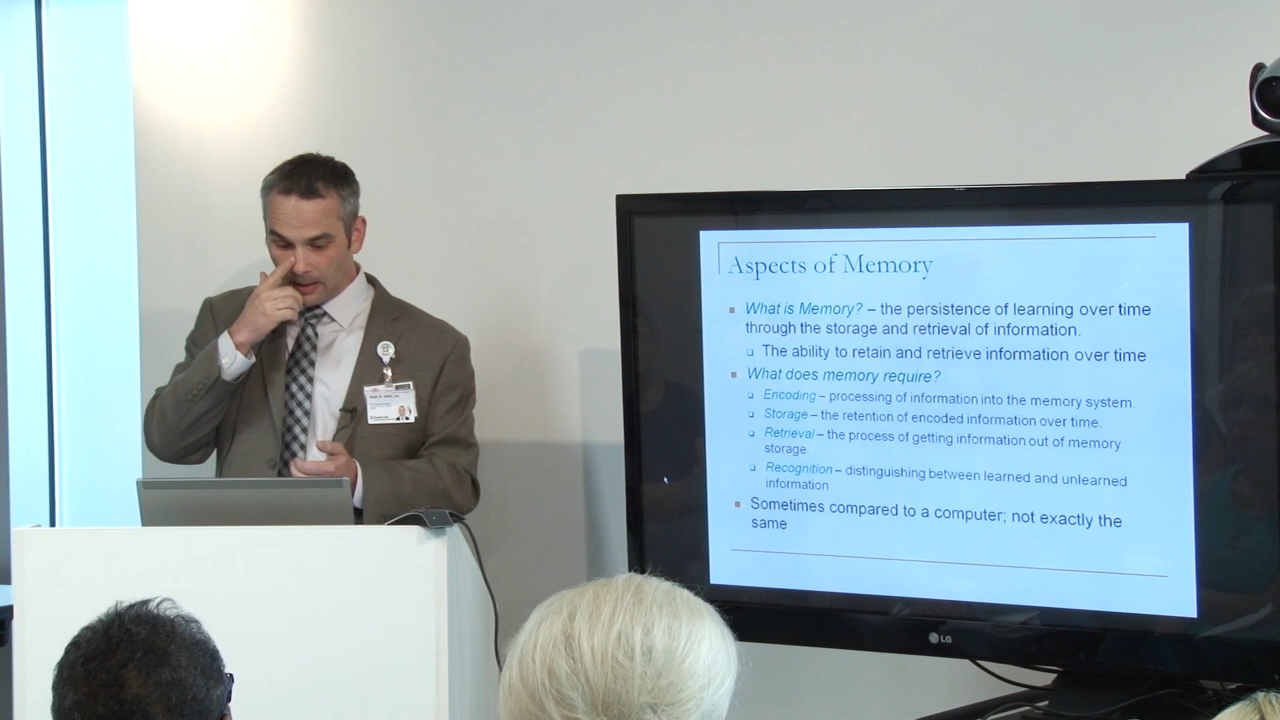 Aspects of Memory
What is Memory? – the persistence of learning over time
through the storage and retrieval of information.
The ability to retain and retrieve information over time
What does memory require?
Encoding – processing of information into the memory system.
Storage – the retention of encoded information over time.
Retrieval – the process of getting information out of memory
storage.
Recognition – distinguishing between learned and unlearned
information
Sometimes compared to a computer; not exactly the
same
LG